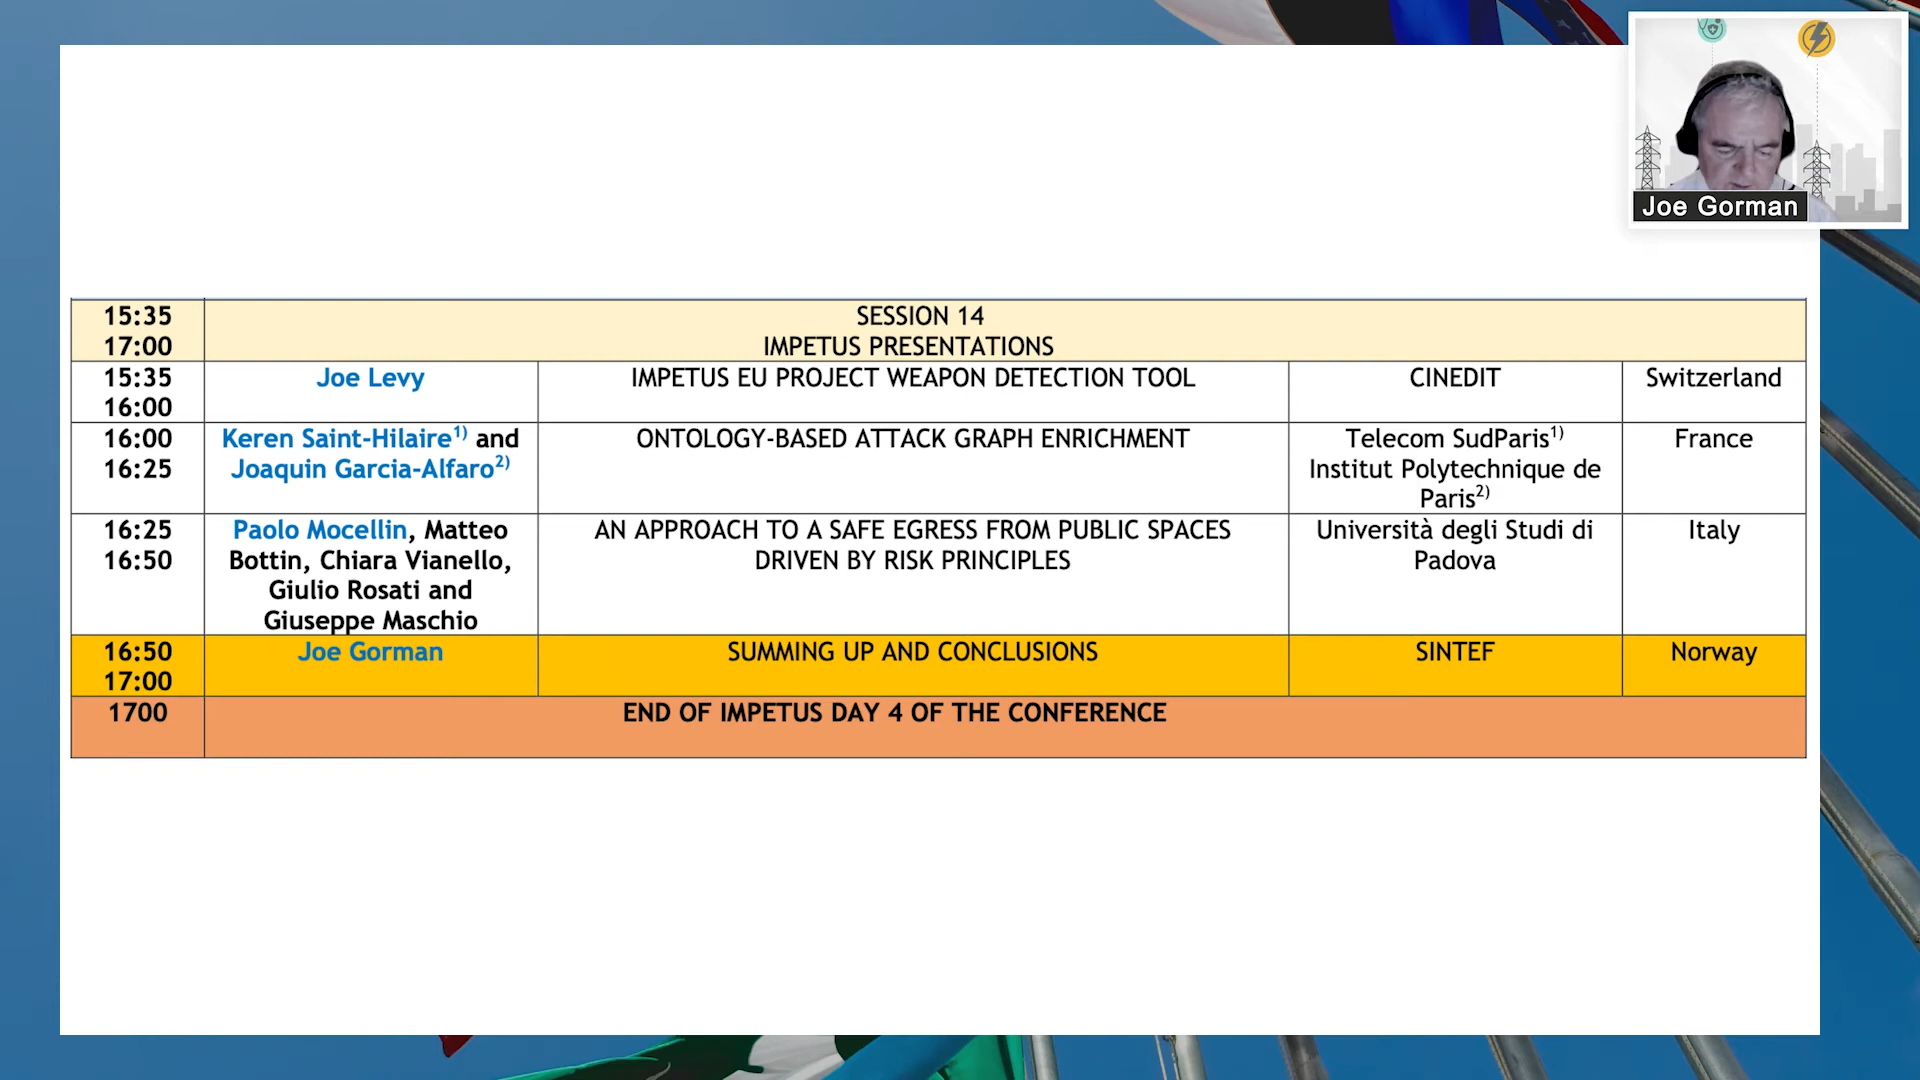 Joe Gorman
15:35
17:00
SESSION 14
IMPETUS PRESENTATIONS
15:35
16:00
Joe Levy
IMPETUS EU PROJECT WEAPON DETECTION TOOL
CINEDIT
Switzerland
16:00
16:25
Keren Saint-Hilaire1) and
Joaquin Garcia-Alfaro2)
ONTOLOGY-BASED ATTACK GRAPH ENRICHMENT
Telecom SudParis1)
Institut Polytechnique de
Paris2)
France
16:25
16:50
Paolo Mocellin, Matteo
Bottin, Chiara Vianello,
Giulio Rosati and
Giuseppe Maschio
AN APPROACH TO A SAFE EGRESS FROM PUBLIC SPACES
DRIVEN BY RISK PRINCIPLES
Università degli Studi di
Padova
Italy
16:50
17:00
Joe Gorman
SUMMING UP AND CONCLUSIONS
SINTEF
Norway
1700
END OF IMPETUS DAY 4 OF THE CONFERENCE